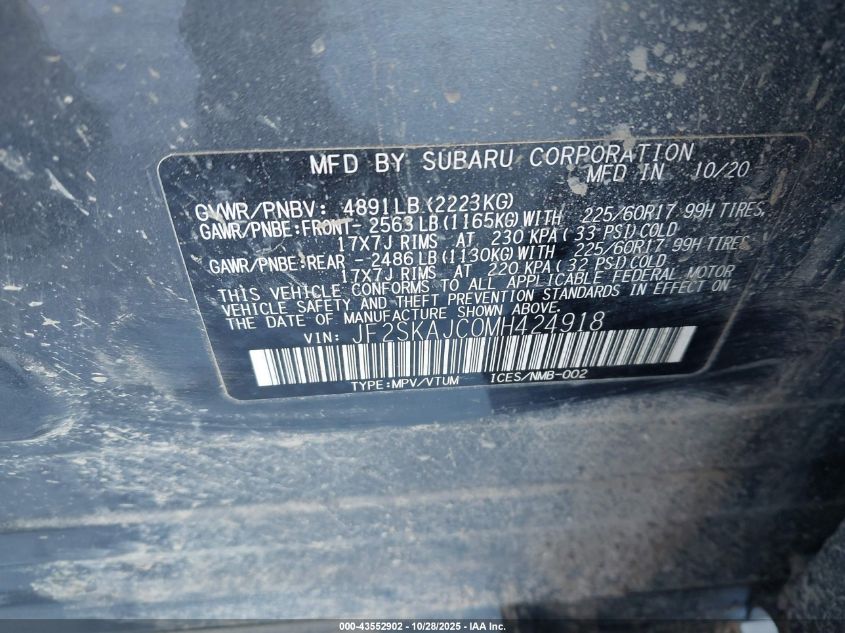 MFD BY SUBARU CORPORATION
MFD IN 10/20
GVWR/PNBV: 4891LB(2223KG)
GAWR/PNBE:FRONT- 2563LB(1165KG)WITH 225/60R17 99H TIRES,
17X7J RIMS AT 230 KPA( 33 PSI)COLD
GAWR/PNBE:REAR - 2486LB(1130KG)WITH 225/60R17 99H TIRES
17X7J RIMS AT 220 KPA( 32 PSI)COLD
THIS VEHICLE CONFORMS TO ALL APPLICABLE FEDERAL MOTOR
VEHICLE SAFETY AND THEFT PREVENTION STANDARDS IN EFFECT ON
THE DATE OF MANUFACTURE SHOWN ABOVE.
VIN: JF2SKAJC0MH424918
TYPE:MPV/VTUM ICES/NMB-002
000-43552902 - 10/28/2025 - IAA Inc.